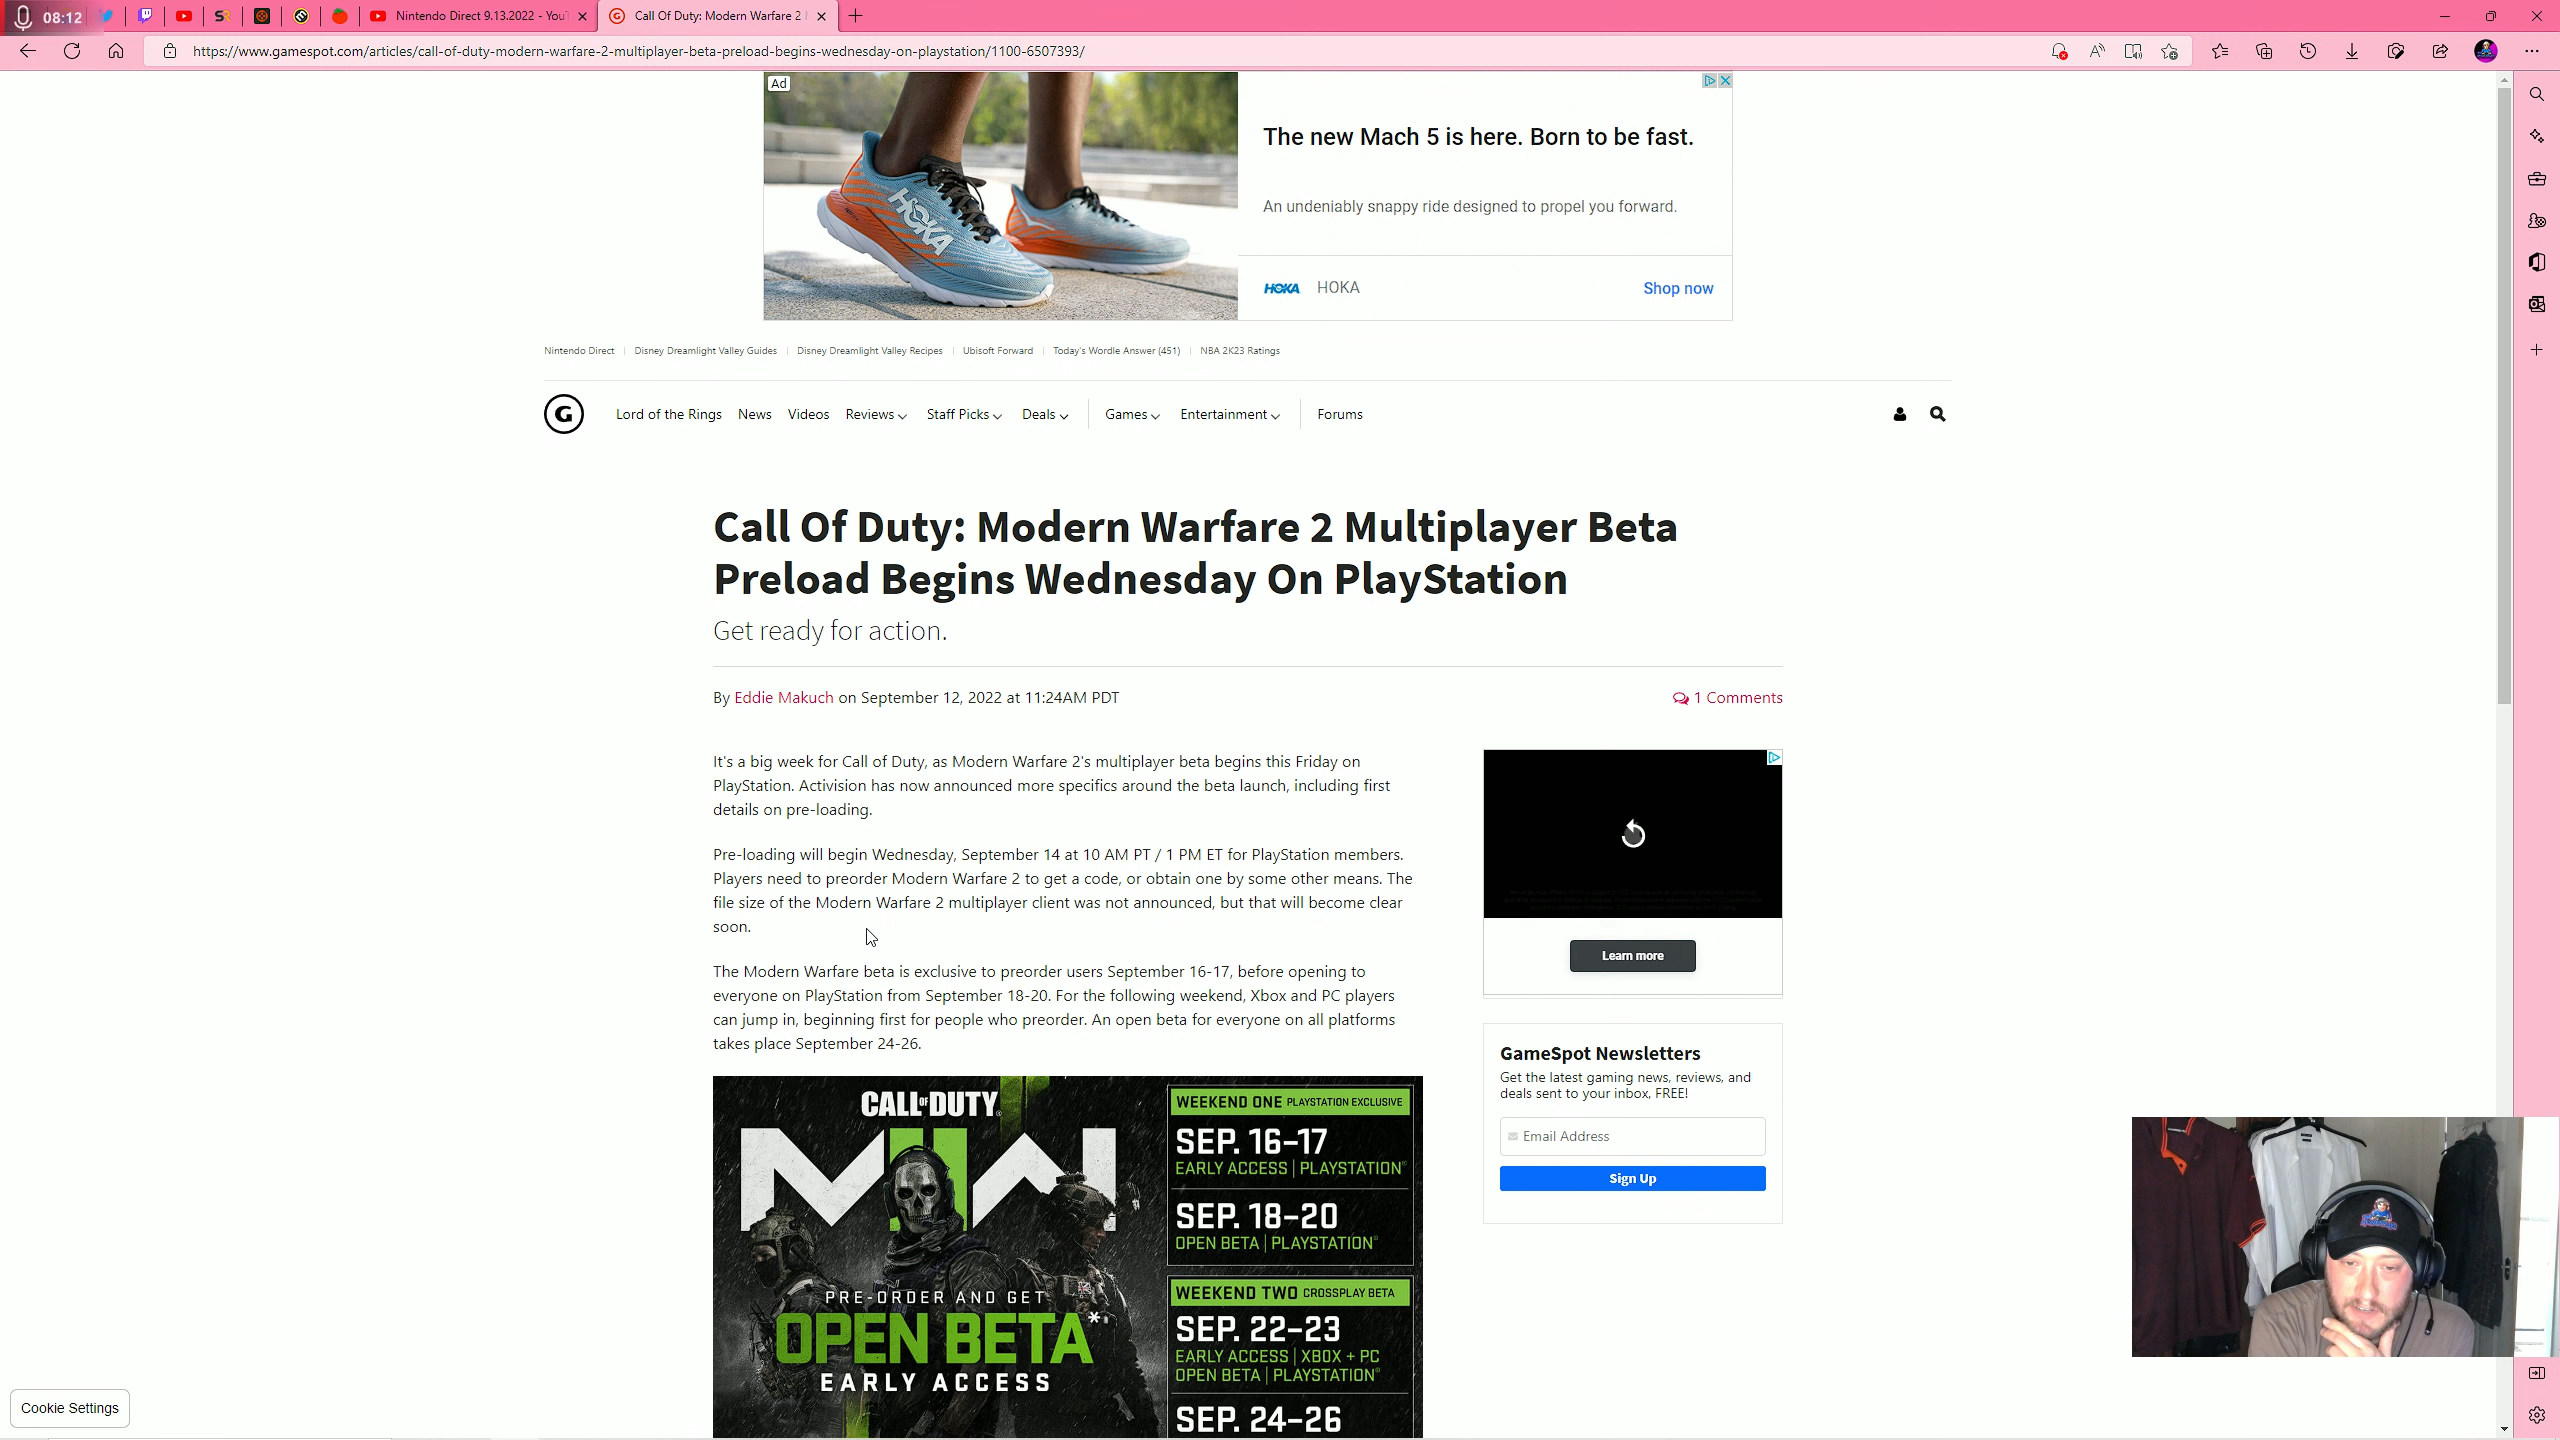 08:12
Nintendo Direct 9.13.2022 - You
Call Of Duty: Modern Warfare 2
https://www.gamespot.com/articles/call-of-duty-modern-warfare-2-multiplayer-beta-preload-begins-wednesday-on-playstation/1100-6507393/
Ad
The new Mach 5 is here. Born to be fast.
An undeniably snappy ride designed to propel you forward.
HOKA
HOKA HOKA
Shop now
Nintendo Direct | Disney Dreamlight Valley Guides | Disney Dreamlight Valley Recipes | Ubisoft Forward | Today's Wordle Answer (451) | NBA 2K23 Ratings
G Lord of the Rings News Videos Reviews Staff Picks Deals Games Entertainment Forums
Call Of Duty: Modern Warfare 2 Multiplayer Beta
Preload Begins Wednesday On PlayStation
Get ready for action.
By Eddie Makuch on September 12, 2022 at 11:24AM PDT
1 Comments
It's a big week for Call of Duty, as Modern Warfare 2's multiplayer beta begins this Friday on
PlayStation. Activision has now announced more specifics around the beta launch, including first
details on pre-loading.
Pre-loading will begin Wednesday, September 14 at 10 AM PT / 1 PM ET for PlayStation members.
Players need to preorder Modern Warfare 2 to get a code, or obtain one by some other means. The
file size of the Modern Warfare 2 multiplayer client was not announced, but that will become clear
soon.
The Modern Warfare beta is exclusive to preorder users September 16-17, before opening to
everyone on PlayStation from September 18-20. For the following weekend, Xbox and PC players
can jump in, beginning first for people who preorder. An open beta for everyone on all platforms
takes place September 24-26.
CALL OF DUTY
MW
PRE-ORDER AND GET
OPEN BETA*
EARLY ACCESS
WEEKEND ONE PLAYSTATION EXCLUSIVE
SEP. 16-17
EARLY ACCESS | PLAYSTATION®
SEP. 18-20
OPEN BETA | PLAYSTATION®
WEEKEND TWO CROSSPLAY BETA
SEP. 22-23
EARLY ACCESS | XBOX + PC
OPEN BETA | PLAYSTATION®
SEP. 24-26
Learn more
GameSpot Newsletters
Get the latest gaming news, reviews, and
deals sent to your inbox, FREE!
Email Address
Sign Up
Cookie Settings